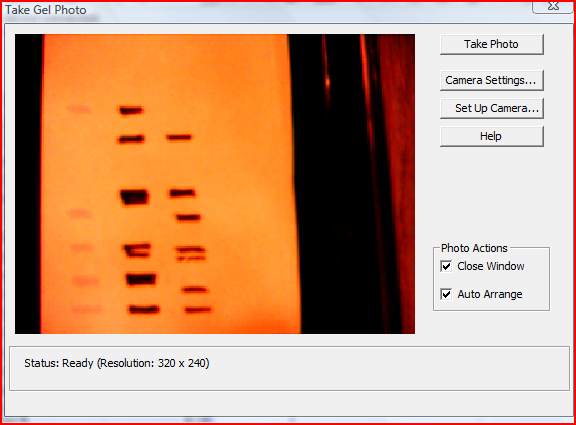 Take Gel Photo
Take Photo
Camera Settings...
Set Up Camera...
Help
Photo Actions
Close Window
Auto Arrange
Status: Ready (Resolution: 320 x 240)